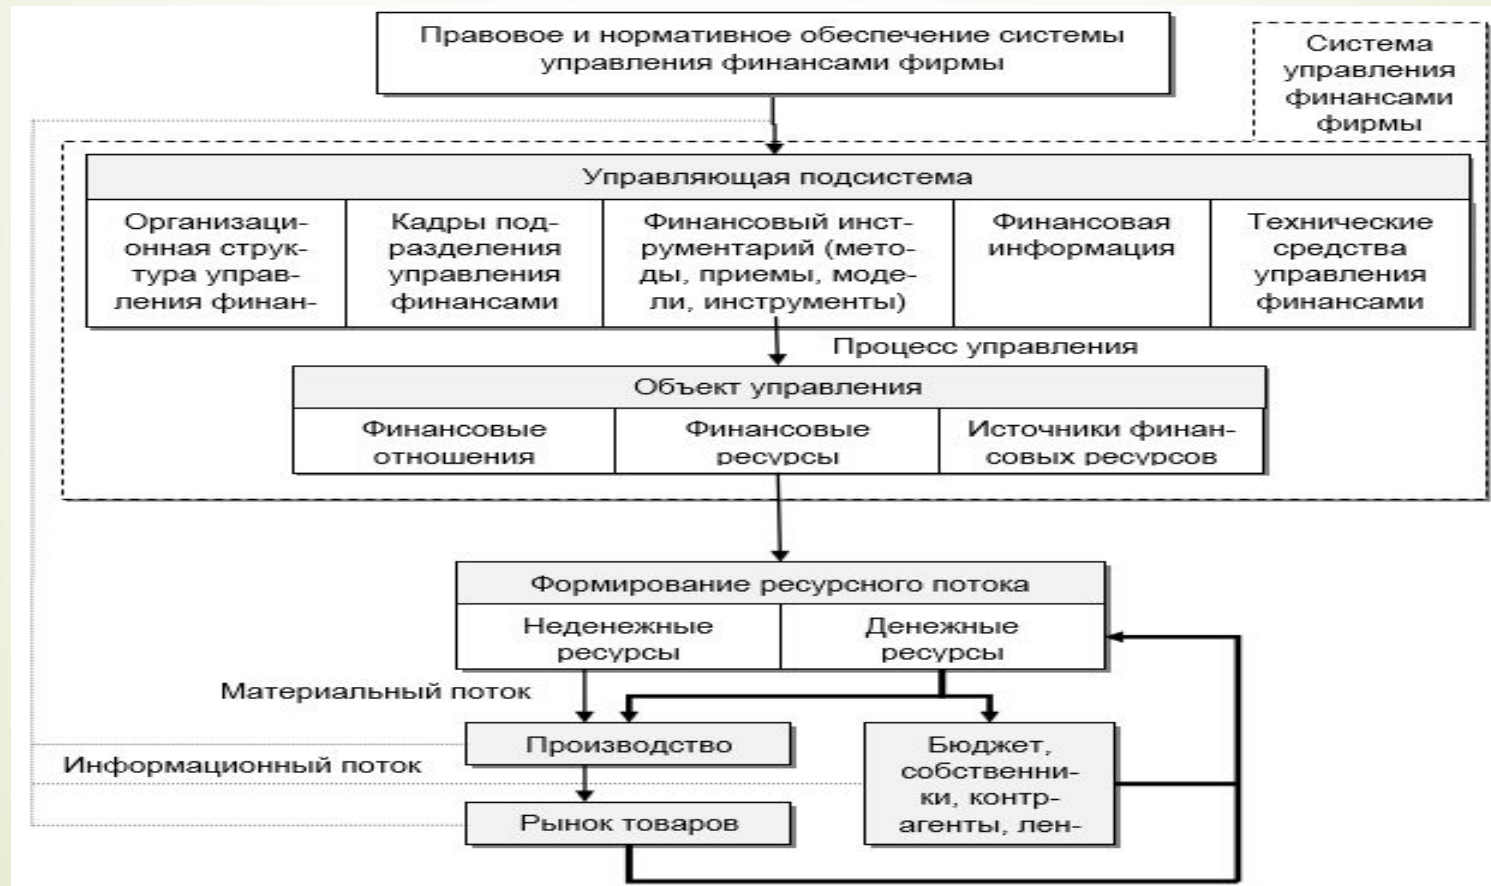 Правовое и нормативное обеспечение системы
управления финансами фирмы
Система
управления
финансами
фирмы
Управляющая подсистема
Организаци-
онная струк-
тура управ-
ления финан-
Кадры под-
разделения
управления
финансами
Финансовый инст-
рументарий (мето-
ды, приемы, моде-
ли, инструменты)
Финансовая
информация
Технические
средства
управления
финансами
Процесс управления
Объект управления
Финансовые
отношения
Финансовые
ресурсы
Источники финан-
совых ресурсов
Формирование ресурсного потока
Неденежные
ресурсы
Денежные
ресурсы
Материальный поток
Производство
Информационный поток
Рынок товаров
Бюджет,
собственни-
ки, контр-
агенты, лен-